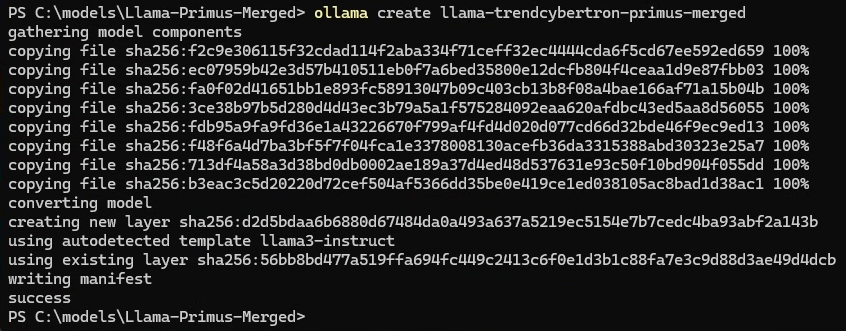 PS C:\models\Llama-Primus-Merged> ollama create llama-trendcybertron-primus-merged
gathering model components
copying file sha256:f2c9e306115f32cdad114f2aba334f71ceff32ec4444cda6f5cd67ee592ed659 100%
copying file sha256:ec07959b42e3d57b410511eb0f7a6bed35800e12dcfb804f4ceaa1d9e87fbb03 100%
copying file sha256:fa0f02d41651bb1e893fc58913047b09c403cb13b8f08a4bae166af71a15b04b 100%
copying file sha256:3ce38b97b5d280d4d43ec3b79a5a1f575284092eaa620afdbc43ed5aa8d56055 100%
copying file sha256:fdb95a9fa9fd36e1a43226670f799af4fd4d020d077cd66d32bde46f9ec9ed13 100%
copying file sha256:f48f6a4d7ba3bf5f7f04fca1e3378008130acefb36da3315388abd30323e25a7 100%
copying file sha256:713df4a58a3d38bd0db0002ae189a37d4ed48d537631e93c50f10bd904f055dd 100%
copying file sha256:b3eac3c5d20220d72cef504af5366dd35be0e419ce1ed038105ac8bad1d38ac1 100%
converting model
creating new layer sha256:d2d5bdaa6b6880d67484da0a493a637a5219ec5154e7b7cedc4ba93abf2a143b
using autodetected template llama3-instruct
using existing layer sha256:56bb8bd477a519ffa694fc449c2413c6f0e1d3b1c88fa7e3c9d88d3ae49d4dcb
writing manifest
success
PS C:\models\Llama-Primus-Merged>